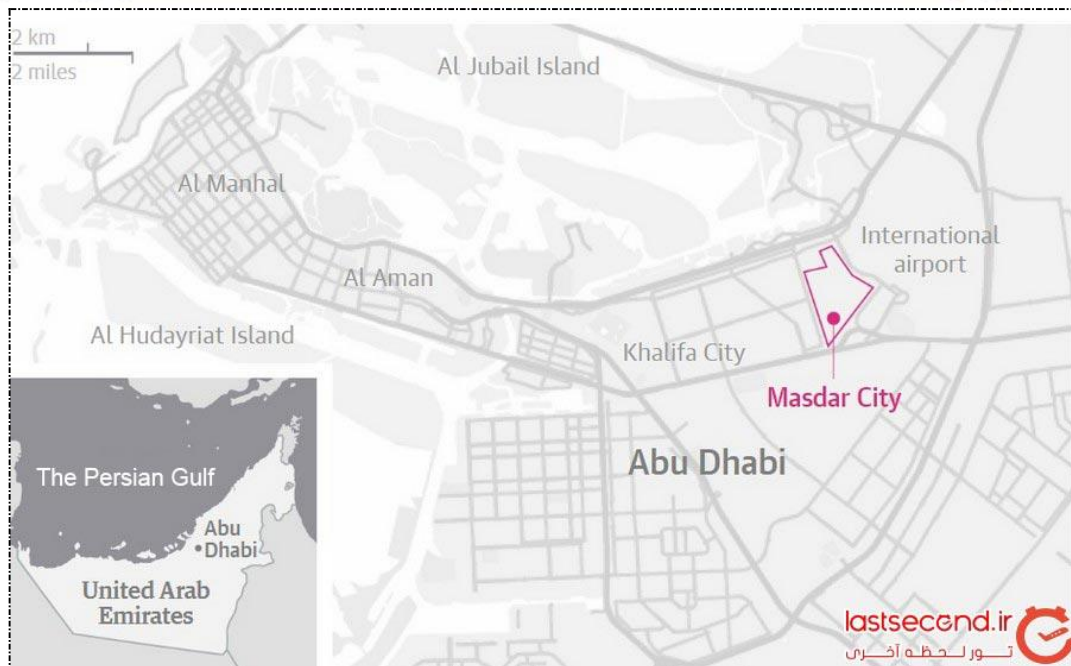 2 km
2 miles
Al Jubail Island
Al Manhal
International
airport
Al Aman
Al Hudayriat Island
Khalifa City
Masdar City
Abu Dhabi
The Persian Gulf
Abu
Dhabi
United Arab
Emirates
lastsecond.ir
تور لحظه آخری